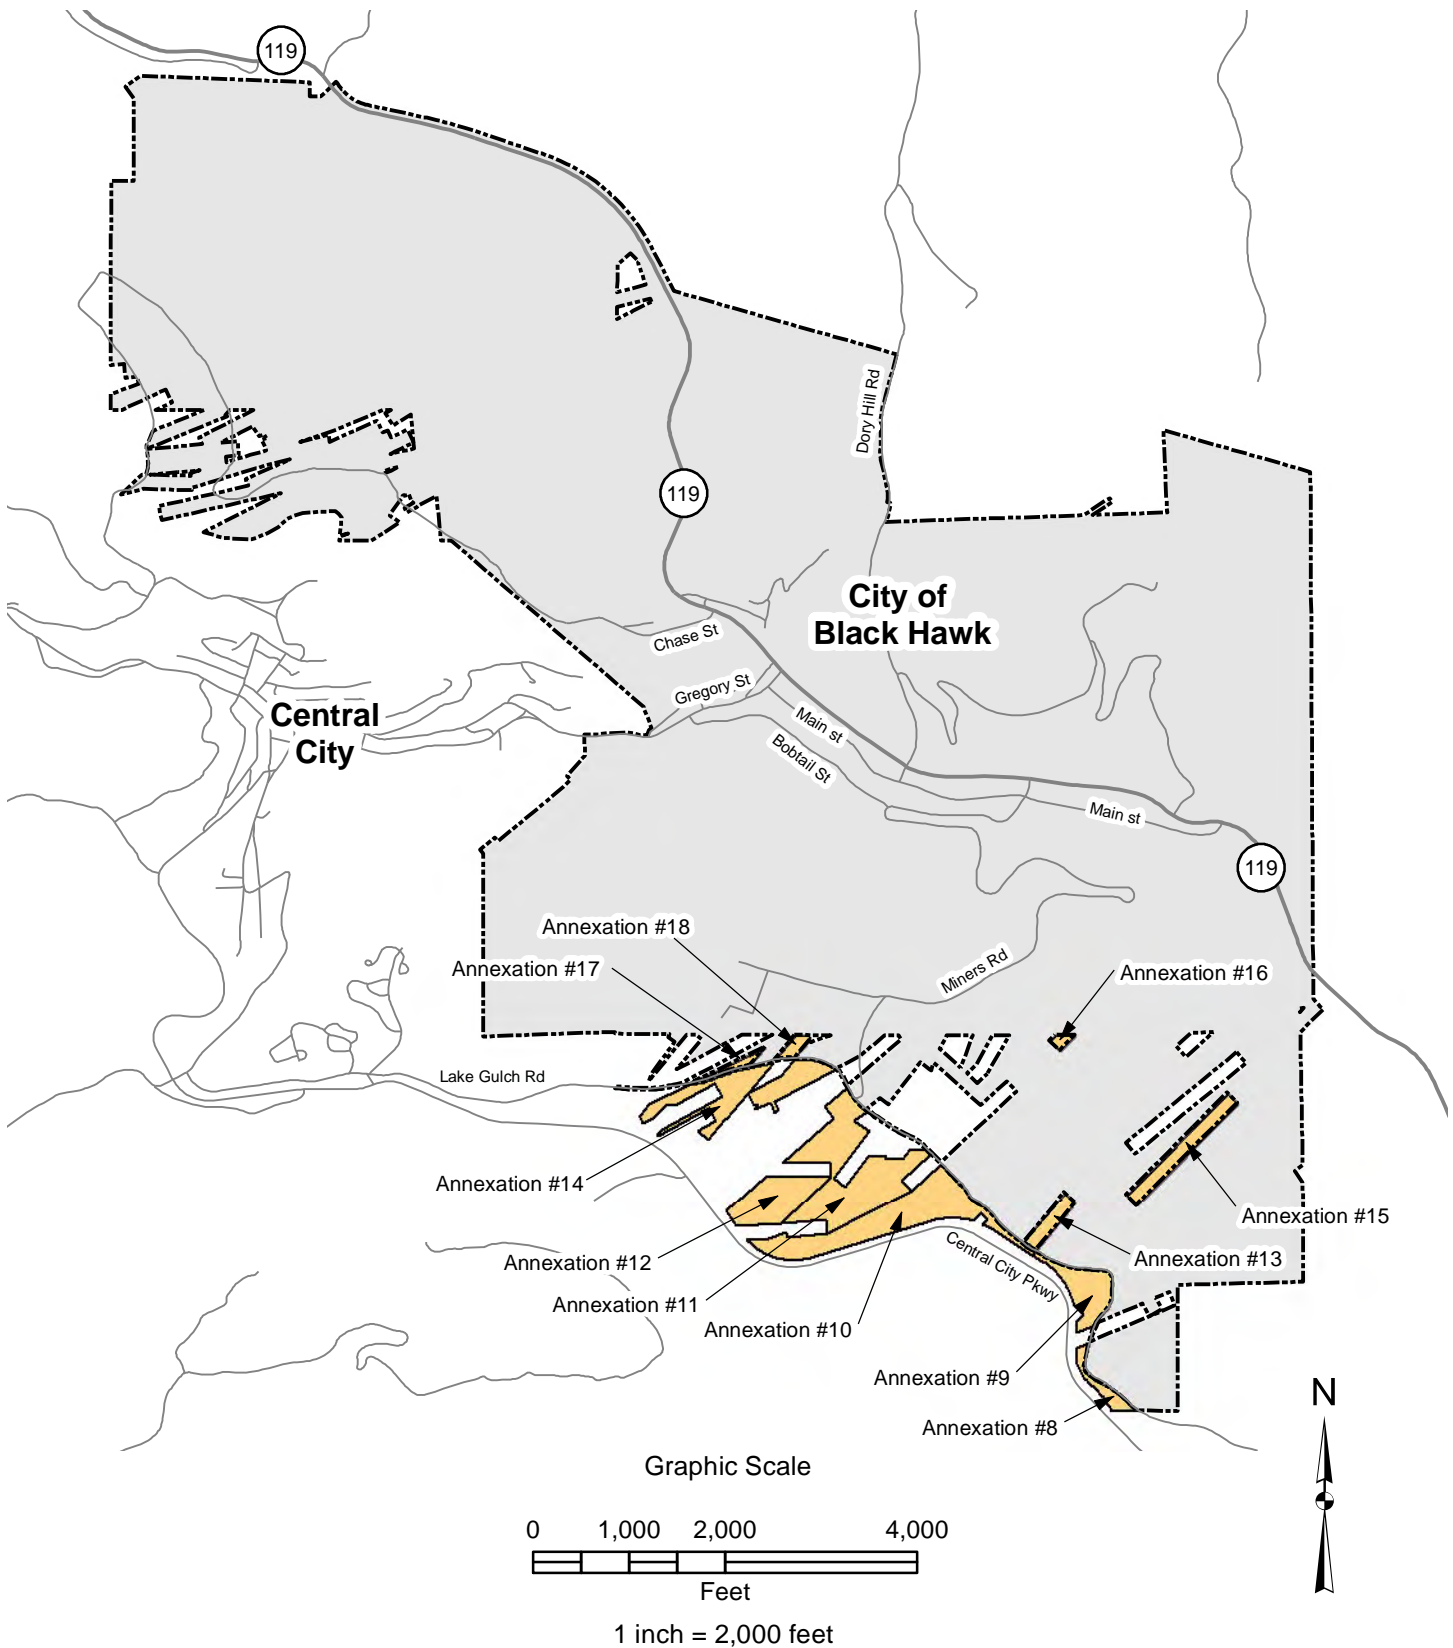 119
Dory Hill Rd
119
City of
Black Hawk
Chase St
Gregory St
Central
City
Main st
Bobtail St
Main st
119
Annexation #18
Annexation #17
Miners Rd
Annexation #16
Lake Gulch Rd
Annexation #14
Annexation #15
Central City Pkwy
Annexation #13
Annexation #12
Annexation #11
Annexation #10
Annexation #9
N
Annexation #8
Graphic Scale
0 1,000 2,000 4,000
Feet
1 inch = 2,000 feet